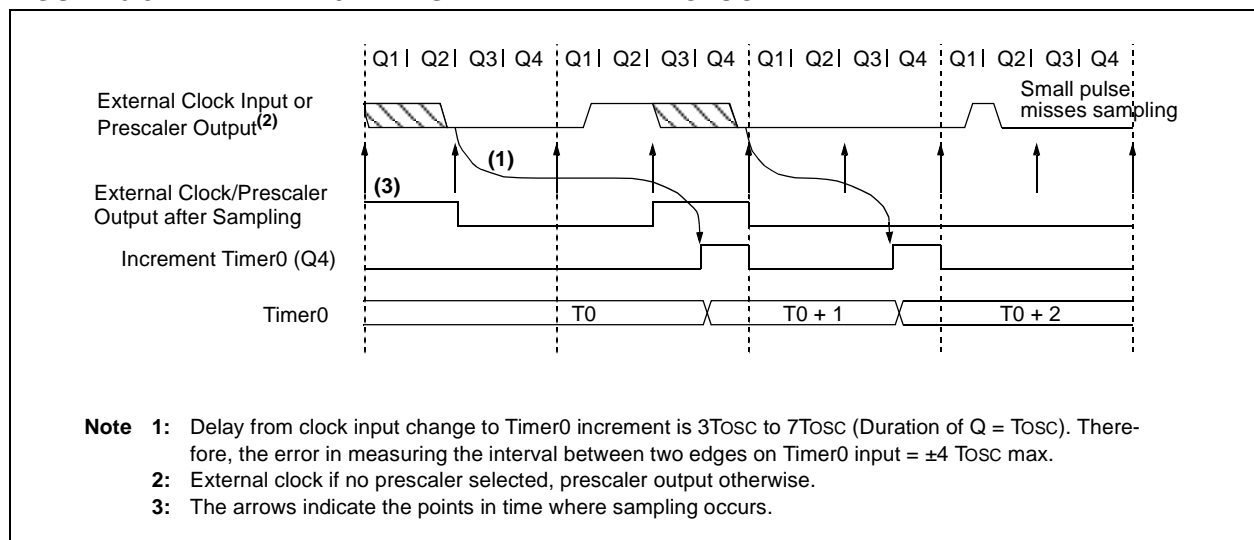 Q1 | Q2 | Q3 | Q4 Q1 | Q2 | Q3 | Q4 Q1 | Q2 | Q3 | Q4 Q1 | Q2 | Q3 | Q4
Small pulse
misses sampling
External Clock Input or
Prescaler Output(2)
(1)
(3)
External Clock/Prescaler
Output after Sampling
Increment Timer0 (Q4)
Timer0 T0 T0 + 1 T0 + 2
Note 1: Delay from clock input change to Timer0 increment is 3TOSC to 7TOSC (Duration of Q = TOSC). There-
fore, the error in measuring the interval between two edges on Timer0 input = ±4 TOSC max.
2: External clock if no prescaler selected, prescaler output otherwise.
3: The arrows indicate the points in time where sampling occurs.